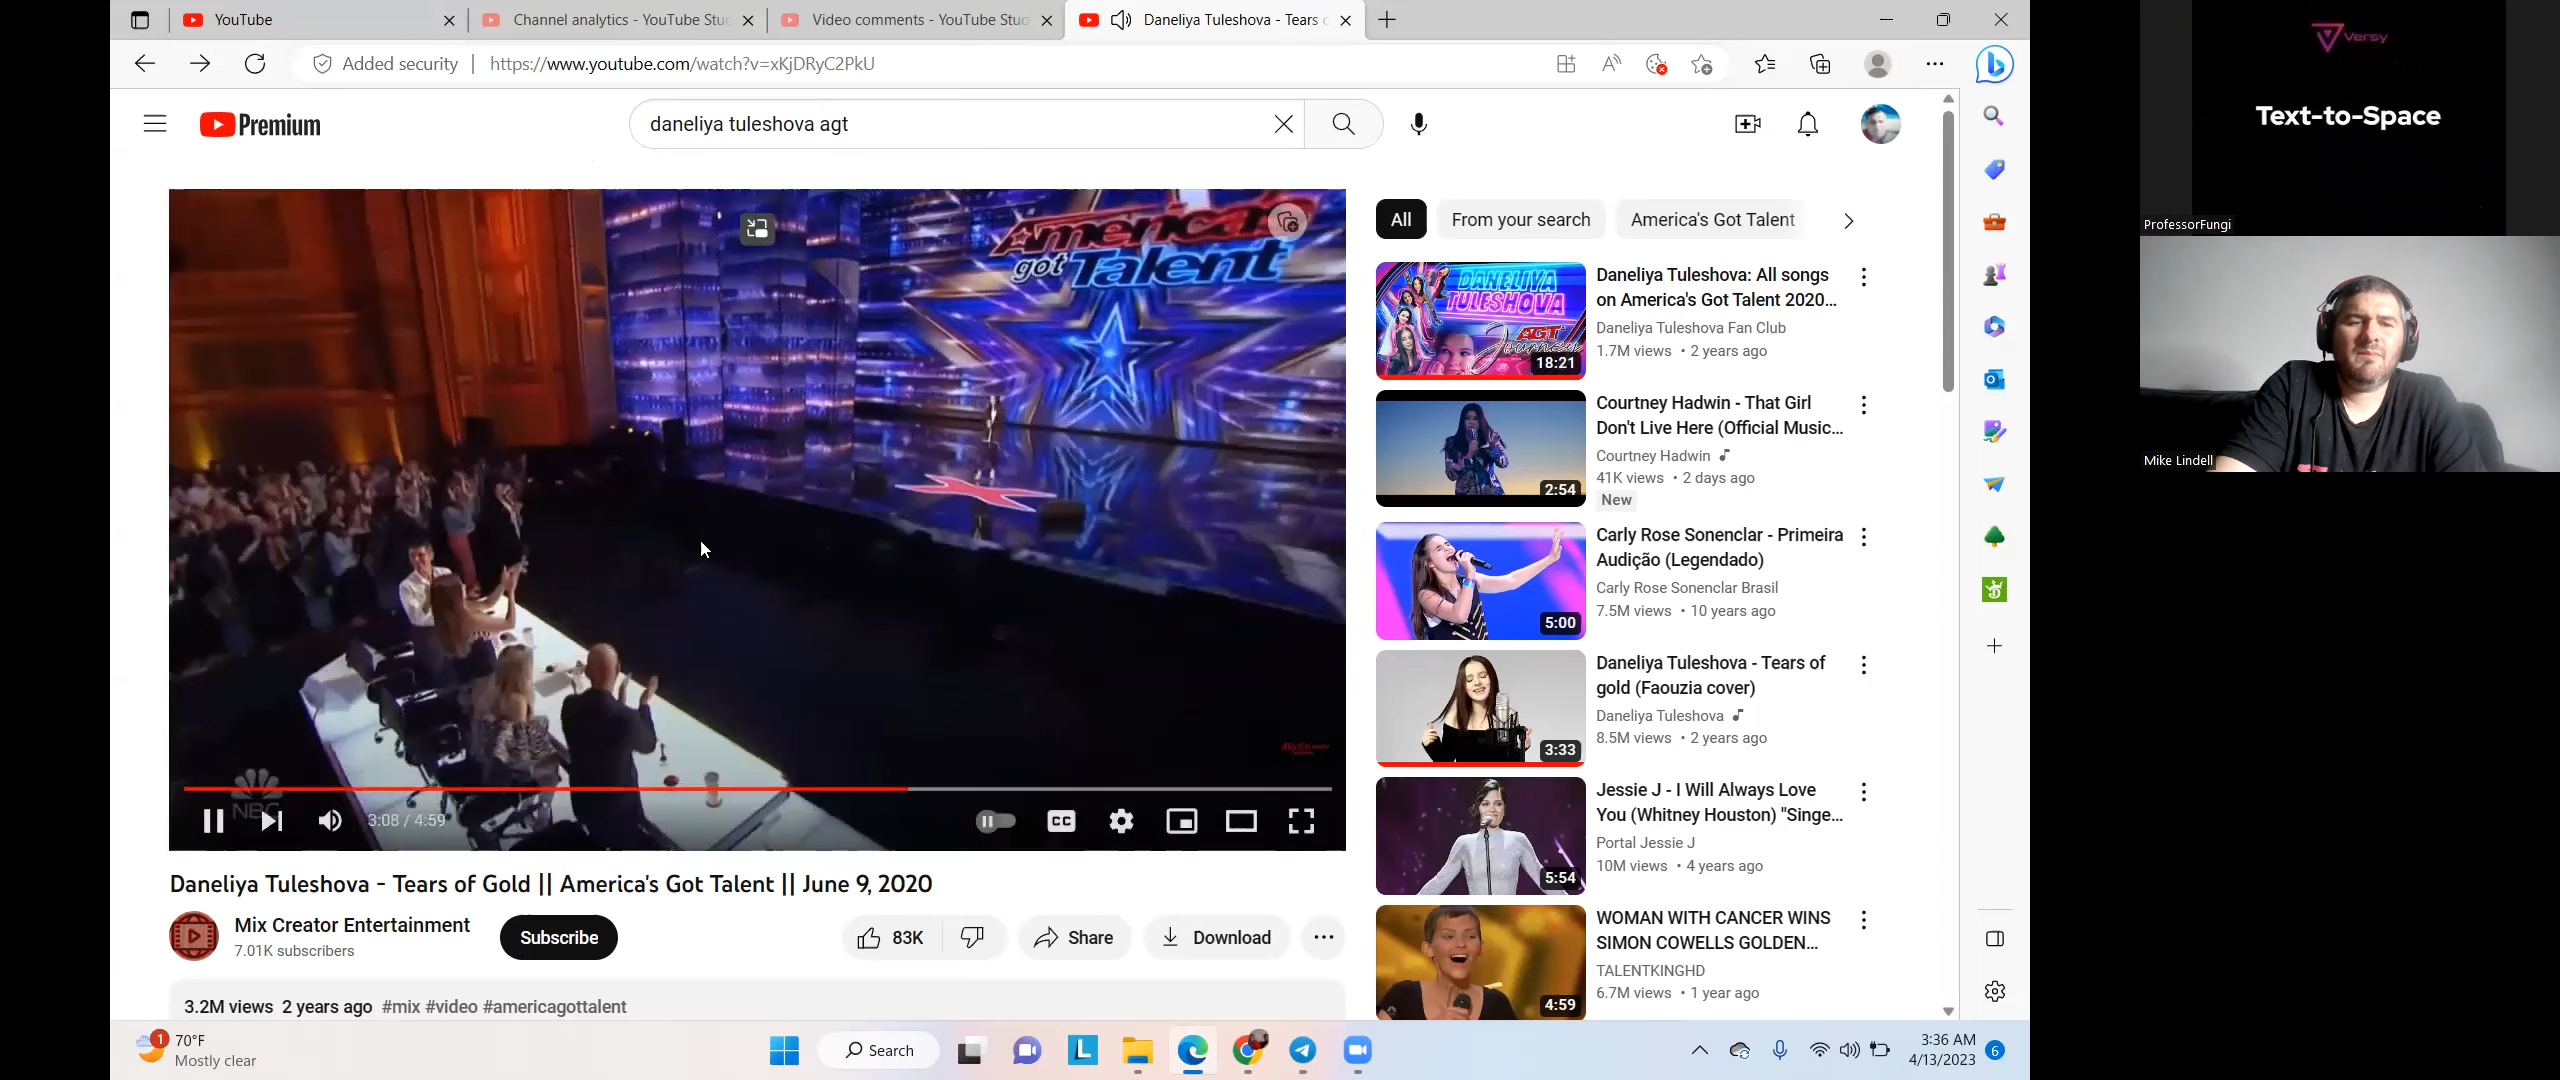 YouTube
Channel analytics - YouTube Stu
Video comments - YouTube Stu
Daneliya Tuleshova - Tears
Added security
https://www.youtube.com/watch?v=xKjDRyC2PkU
Premium
daneliya tuleshova agt
America's
got Talent
NBC
3:08 / 4:59
CC
Daneliya Tuleshova - Tears of Gold || America's Got Talent || June 9, 2020
Mix Creator Entertainment
7.01K subscribers
Subscribe
83K
Share
Download
3.2M views 2 years ago #mix #video #americagottalent
All
From your search
America's Got Talent
DANELIYA
TULESHOVA
AGT
Journey
18:21
Daneliya Tuleshova: All songs
on America's Got Talent 2020...
Daneliya Tuleshova Fan Club
1.7M views • 2 years ago
2:54
Courtney Hadwin - That Girl
Don't Live Here (Official Music...
Courtney Hadwin
41K views • 2 days ago
New
5:00
Carly Rose Sonenclar - Primeira
Audição (Legendado)
Carly Rose Sonenclar Brasil
7.5M views • 10 years ago
3:33
Daneliya Tuleshova - Tears of
gold (Faouzia cover)
Daneliya Tuleshova
8.5M views • 2 years ago
5:54
Jessie J - I Will Always Love
You (Whitney Houston) "Singe...
Portal Jessie J
10M views • 4 years ago
4:59
WOMAN WITH CANCER WINS
SIMON COWELLS GOLDEN...
TALENTKINGHD
6.7M views • 1 year ago
Versy
Text-to-Space
ProfessorFungi
Mike Lindell
1
70°F
Mostly clear
Search
L
3:36 AM
4/13/2023
6